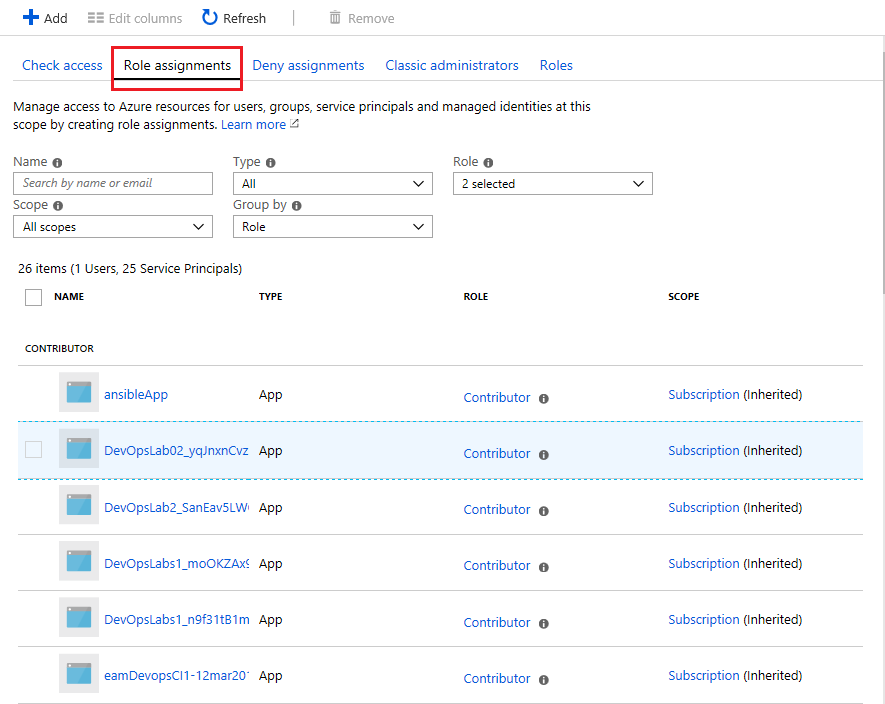 Add Edit columns Refresh Remove
Check access Role assignments Deny assignments Classic administrators Roles
Manage access to Azure resources for users, groups, service principals and managed identities at this
scope by creating role assignments. Learn more
Name Type Role
Search by name or email All 2 selected
Scope Group by
All scopes Role
26 items (1 Users, 25 Service Principals)
NAME TYPE ROLE SCOPE
CONTRIBUTOR
ansibleApp App Contributor Subscription (Inherited)
DevOpsLab02_yqJnxnCvz App Contributor Subscription (Inherited)
DevOpsLab2_SanEav5LW App Contributor Subscription (Inherited)
DevOpsLabs1_moOKZAx9 App Contributor Subscription (Inherited)
DevOpsLabs1_n9f31tB1m App Contributor Subscription (Inherited)
eamDevopsCI1-12mar201 App Contributor Subscription (Inherited)